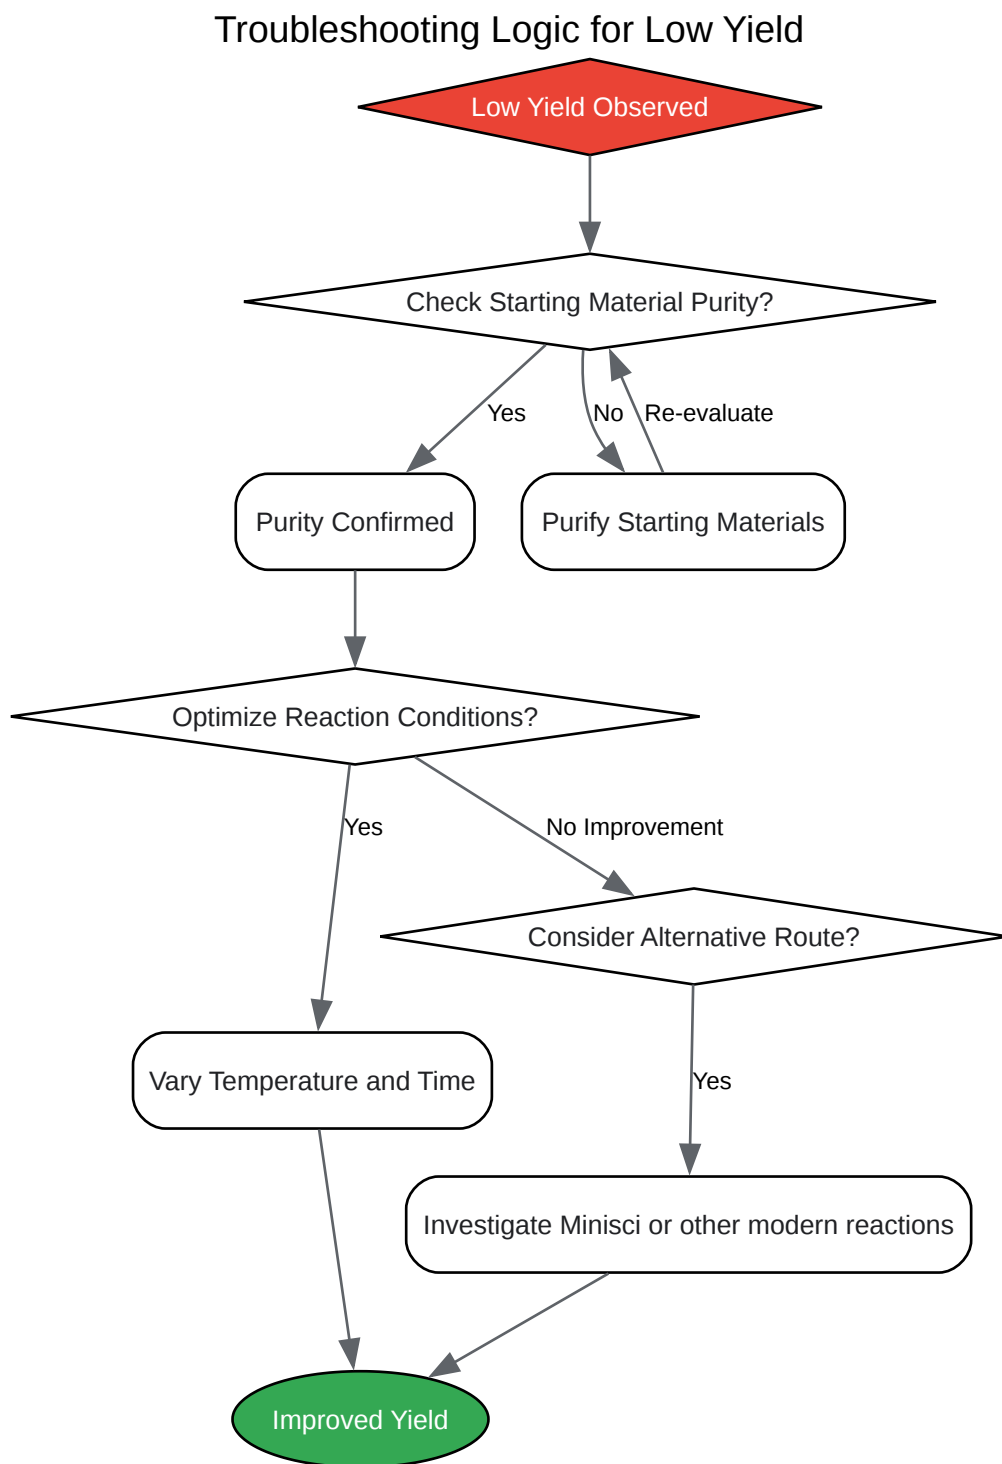 Troubleshooting Logic for Low Yield
Low Yield Observed
Check Starting Material Purity?
Yes
No
Re-evaluate
Purity Confirmed
Purify Starting Materials
Optimize Reaction Conditions?
Yes
No Improvement
Consider Alternative Route?
Vary Temperature and Time
Yes
Investigate Minisci or other modern reactions
Improved Yield